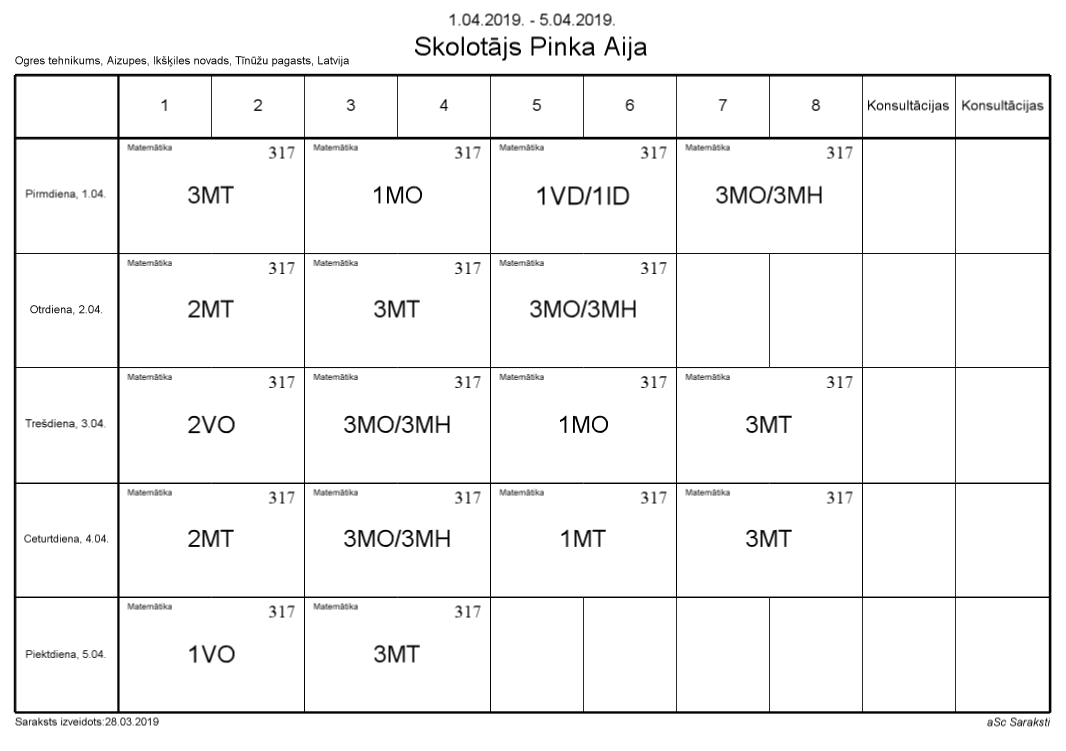 1.04.2019. - 5.04.2019.
Skolotājs Pinka Aija
Ogres tehnikums, Aizupes, Ikšķiles novads, Tīnūžu pagasts, Latvija
1 2 3 4 5 6 7 8 Konsultācijas Konsultācijas
Matemātika 317 Matemātika 317 Matemātika 317 Matemātika 317
Pirmdiena, 1.04. 3MT 1MO 1VD/1ID 3MO/3MH
Matemātika 317 Matemātika 317 Matemātika 317
Otrdiena, 2.04. 2MT 3MT 3MO/3MH
Matemātika 317 Matemātika 317 Matemātika 317 Matemātika 317
Trešdiena, 3.04. 2VO 3MO/3MH 1MO 3MT
Matemātika 317 Matemātika 317 Matemātika 317 Matemātika 317
Ceturtdiena, 4.04. 2MT 3MO/3MH 1MT 3MT
Matemātika 317 Matemātika 317
Piektdiena, 5.04. 1VO 3MT
Saraksts izveidots:28.03.2019 aSc Saraksti